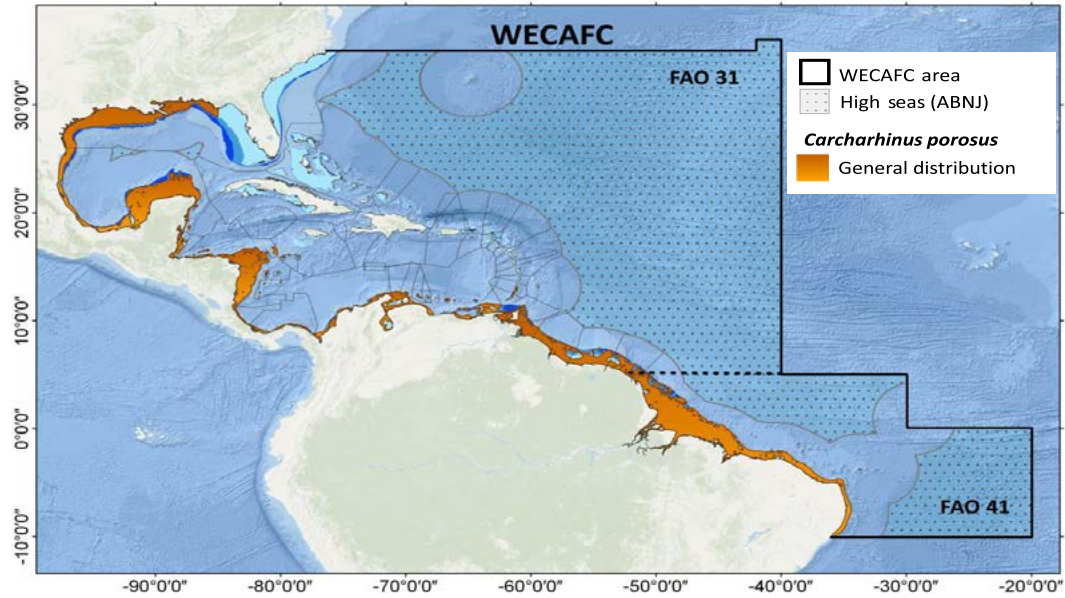 WECAFC
FAO 31
WECAFC area
High seas (ABNJ)
Carcharhinus porosus
General distribution
30°0'0"
20°0'0"
10°0'0"
0°0'0"
-10°0'0"
FAO 41
-90°0'0" -80°0'0" -70°0'0" -60°0'0" -50°0'0" -40°0'0" -30°0'0" -20°0'0"